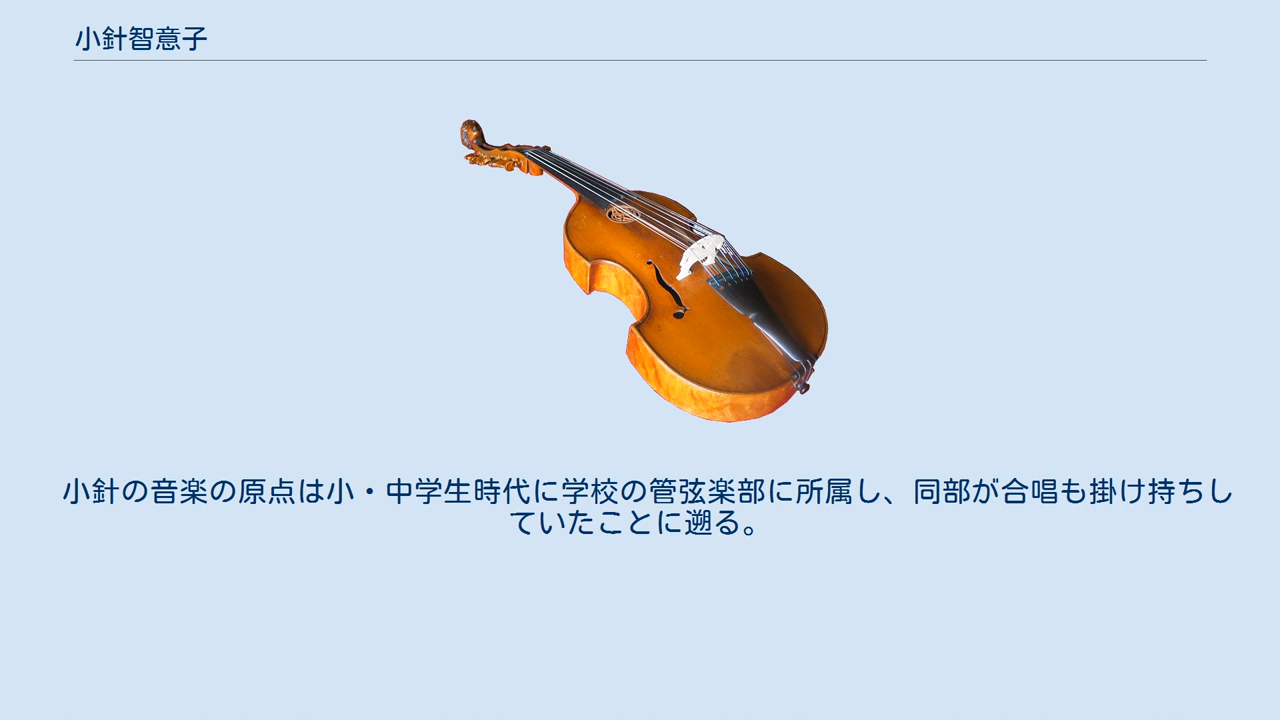 小針智意子
小針の音楽の原点は小・中学生時代に学校の管弦楽部に所属し、同部が合唱も掛け持ちし
ていたことに遡る。